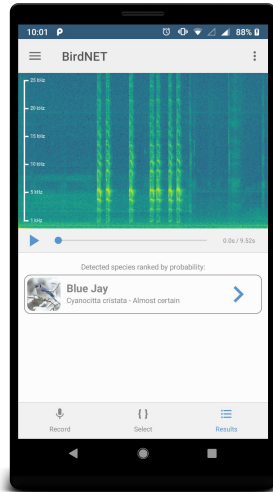 10:01 P 88%
BirdNET
25 kHz
20 kHz
15 kHz
10 kHz
5 kHz
1 kHz
0.0s / 9.52s
Detected species ranked by probability:
Blue Jay
Cyanocitta cristata - Almost certain
Record { } Select Results